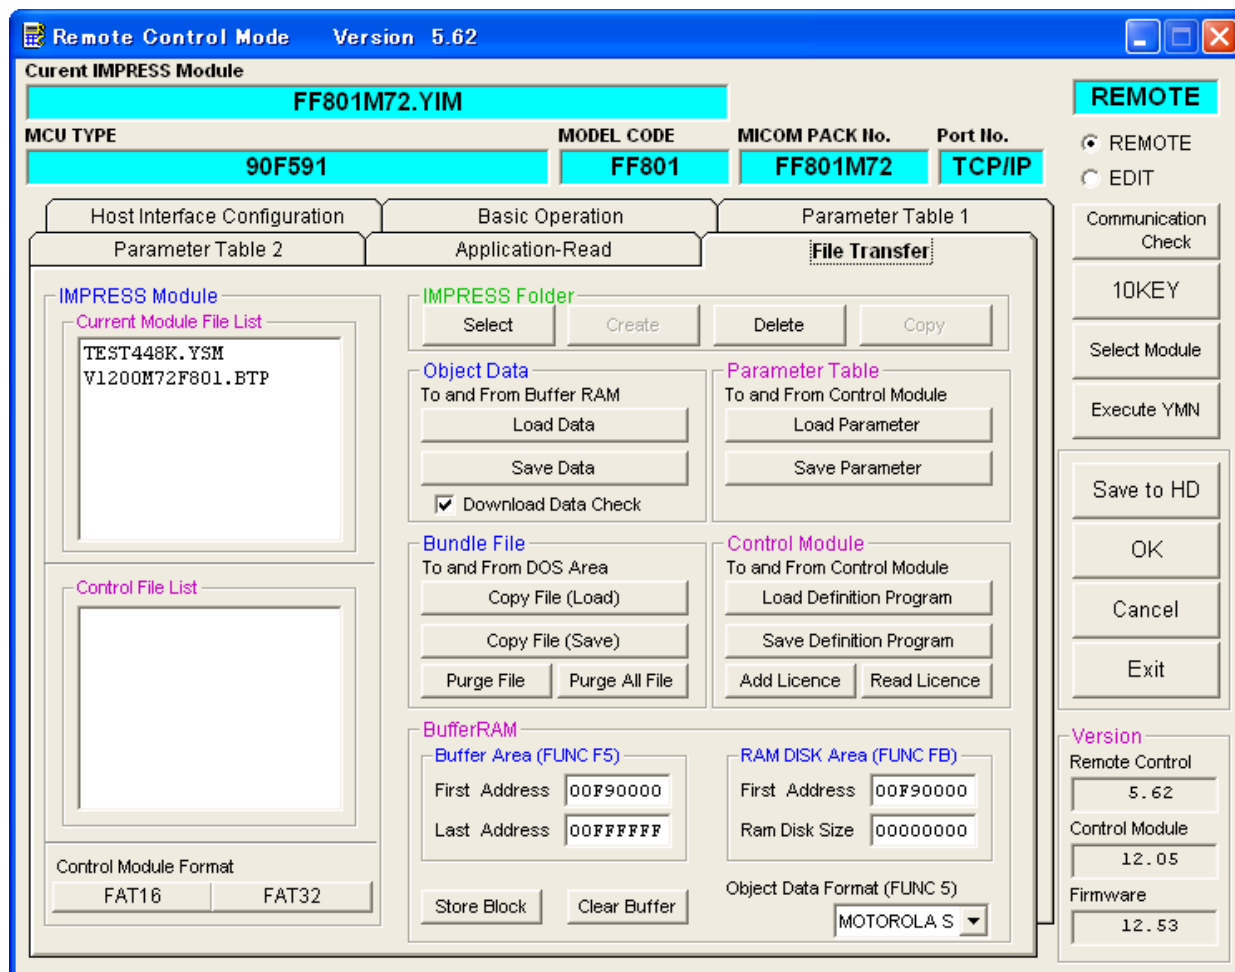 Remote Control Mode Version 5.62
Curent IMPRESS Module
FF801M72.YIM
REMOTE
MCU TYPE MODEL CODE MICOM PACK No. Port No.
90F591 FF801 FF801M72 TCP/IP
REMOTE
EDIT
Host Interface Configuration Basic Operation Parameter Table 1
Parameter Table 2 Application-Read File Transfer
Communication
Check
10KEY
Select Module
Execute YMN
Save to HD
OK
Cancel
Exit
IMPRESS Module
Current Module File List
TEST448K.YSM
V1200M72F801.BTP
Control File List
Control Module Format
FAT16 FAT32
IMPRESS Folder
Select Create Delete Copy
Object Data
To and From Buffer RAM
Load Data
Save Data
Download Data Check
Parameter Table
To and From Control Module
Load Parameter
Save Parameter
Bundle File
To and From DOS Area
Copy File (Load)
Copy File (Save)
Purge File Purge All File
Control Module
To and From Control Module
Load Definition Program
Save Definition Program
Add Licence Read Licence
BufferRAM
Buffer Area (FUNC F5)
First Address 00F90000
Last Address 00FFFFFF
RAM DISK Area (FUNC FB)
First Address 00F90000
Ram Disk Size 00000000
Store Block Clear Buffer
Object Data Format (FUNC 5)
MOTOROLA S
Version
Remote Control
5.62
Control Module
12.05
Firmware
12.53